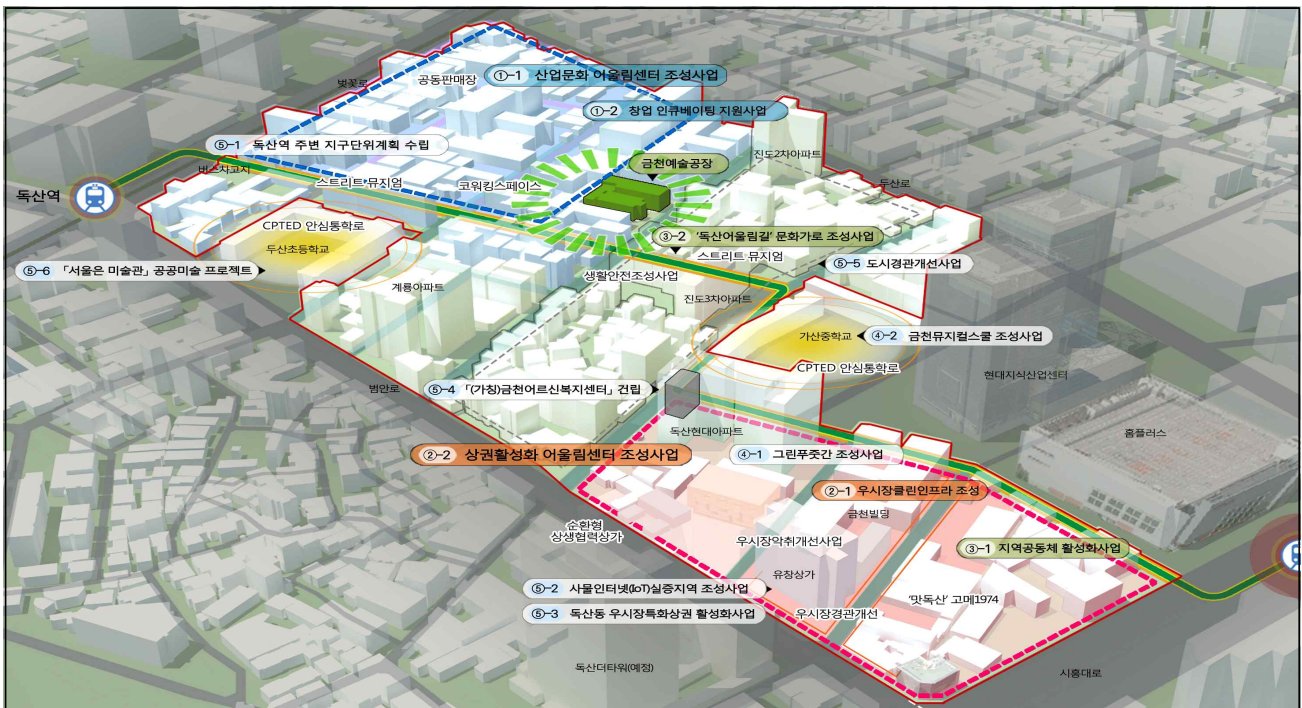 공동판매장
①-1 산업문화 어울림센터 조성사업
벚꽃로
①-2 창업 인큐베이팅 지원사업
⑤-1 독산역 주변 지구단위계획 수립
진도2차아파트
금천예술공장
버스차고지
스트리트 뮤지엄
코워킹스페이스
두산로
독산역
CPTED 안심통학로
두산초등학교
③-2 '독산어울림길' 문화가로 조성사업
스트리트 뮤지엄
⑤-5 도시경관개선사업
⑤-6 「서울은 미술관」 공공미술 프로젝트
생활안전조성사업
계룡아파트
진도3차아파트
가산중학교
④-2 금천뮤지컬스쿨 조성사업
CPTED 안심통학로
현대지식산업센터
범안로
⑤-4 「(가칭)금천어르신복지센터」 건립
독산현대아파트
홈플러스
②-2 상권활성화 어울림센터 조성사업
④-1 그린푸줏간 조성사업
②-1 우시장클린인프라 조성
금천빌딩
순환형
상생협력상가
우시장악취개선사업
③-1 지역공동체 활성화사업
유창상가
⑤-2 사물인터넷(IoT)실증지역 조성사업
'맛독산' 고메1974
⑤-3 독산동 우시장특화상권 활성화사업
우시장경관개선
독산더타워(예정)
시흥대로